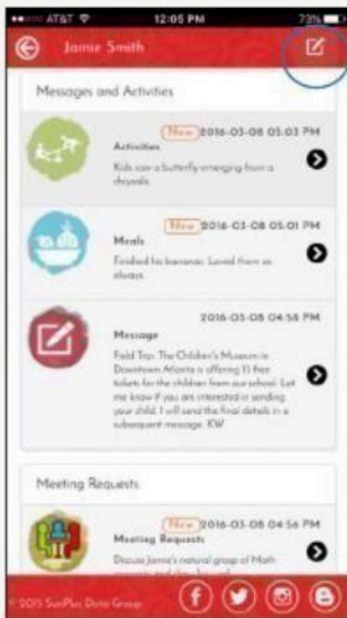 AT&T 12:05 PM 73%
Jamie Smith
Messages and Activities
New 2016-03-08 05:03 PM
Activities
Kids saw a butterfly emerging from a
chrysalis.
New 2016-03-08 05:01 PM
Meals
Finished his bananas. Loved them as
always.
2016-03-08 04:58 PM
Message
Field Trip: The Children's Museum in
Downtown Atlanta is offering 13 free
tickets for the children from our school. Let
me know if you are interested in sending
your child. I will send the final details in a
subsequent message. KW
Meeting Requests
New 2016-03-08 04:56 PM
Meeting Requests
Discuss Jamie's natural grasp of Math
© 2015 SunPlus Data Group